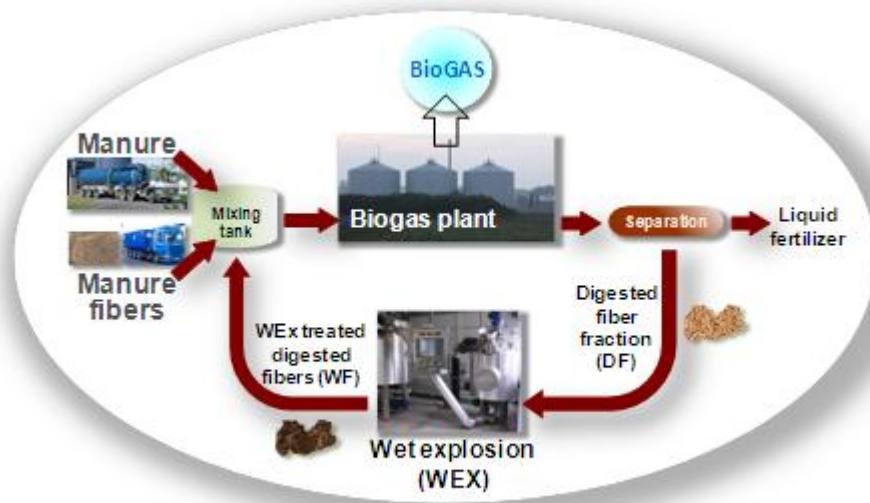 BioGAS
Manure
Mixing
tank
Manure
fibers
Biogas plant
Separation
Liquid
fertilizer
Digested
fiber
fraction
(DF)
WEx treated
digested
fibers (WF)
Wet explosion
(WEX)